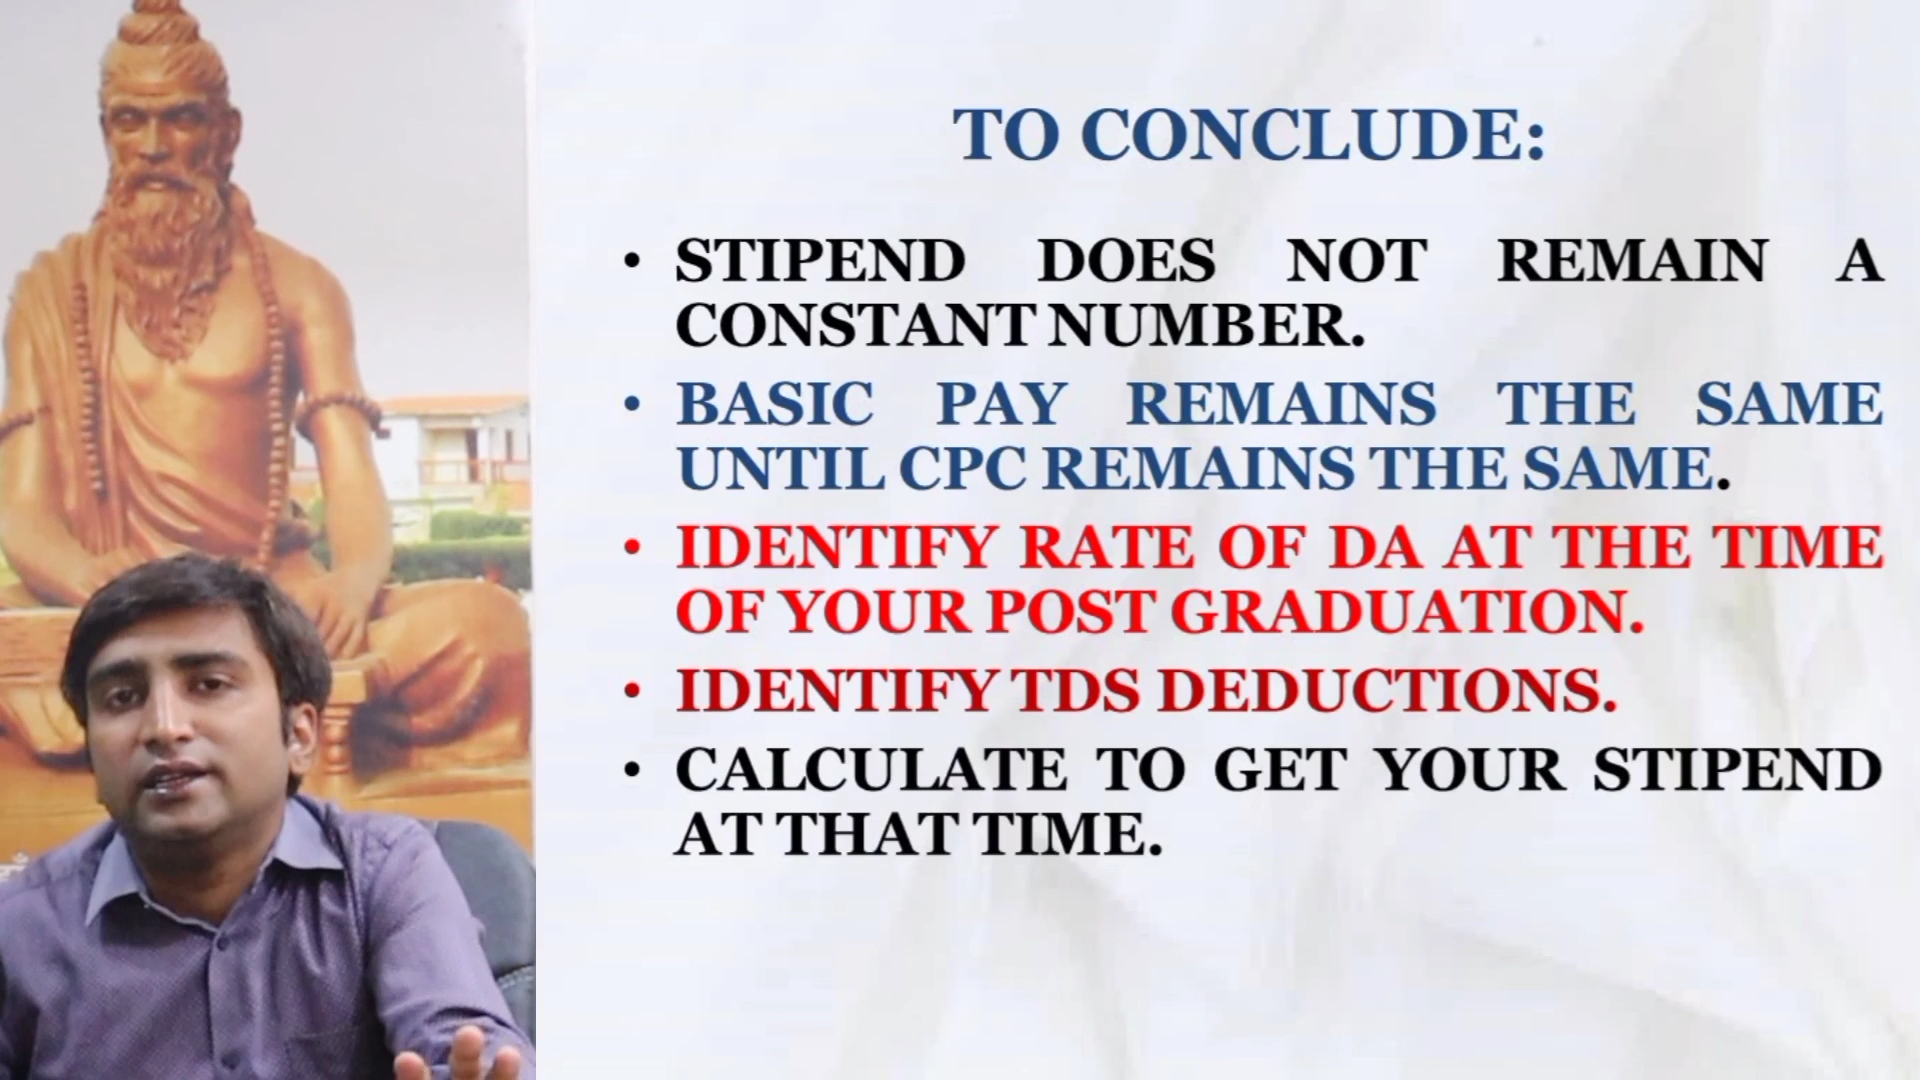 TO CONCLUDE:
• STIPEND DOES NOT REMAIN A
CONSTANT NUMBER.
• BASIC PAY REMAINS THE SAME
UNTIL CPC REMAINS THE SAME.
• IDENTIFY RATE OF DA AT THE TIME
OF YOUR POST GRADUATION.
• IDENTIFY TDS DEDUCTIONS.
• CALCULATE TO GET YOUR STIPEND
AT THAT TIME.